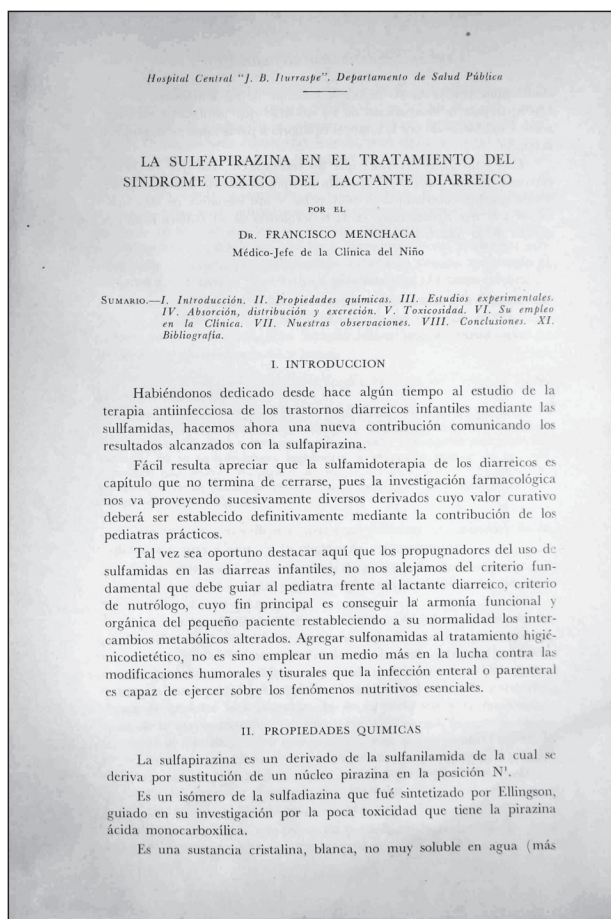 Hospital Central "J. B. Iturraspe". Departamento de Salud Pública
LA SULFAPIRAZINA EN EL TRATAMIENTO DEL
SINDROME TOXICO DEL LACTANTE DIARREICO
POR EL
DR. FRANCISCO MENCHACA
Médico-Jefe de la Clínica del Niño
SUMARIO.—I. Introducción. II. Propiedades químicas. III. Estudios experimentales.
IV. Absorción, distribución y excreción. V. Toxicosidad. VI. Su empleo
en la Clínica. VII. Nuestras observaciones. VIII. Conclusiones. XI.
Bibliografía.
I. INTRODUCCION
Habiéndonos dedicado desde hace algún tiempo al estudio de la
terapia antiinfecciosa de los trastornos diarreicos infantiles mediante las
sullfamidas, hacemos ahora una nueva contribución comunicando los
resultados alcanzados con la sulfapirazina.
Fácil resulta apreciar que la sulfamidoterapia de los diarreicos es
capítulo que no termina de cerrarse, pues la investigación farmacológica
nos va proveyendo sucesivamente diversos derivados cuyo valor curativo
deberá ser establecido definitivamente mediante la contribución de los
pediatras prácticos.
Tal vez sea oportuno destacar aquí que los propugnadores del uso de
sulfamidas en las diarreas infantiles, no nos alejamos del criterio fun-
damental que debe guiar al pediatra frente al lactante diarreico, criterio
de nutrólogo, cuyo fin principal es conseguir la armonía funcional y
orgánica del pequeño paciente restableciendo a su normalidad los inter-
cambios metabólicos alterados. Agregar sulfonamidas al tratamiento higié-
nicodietético, no es sino emplear un medio más en la lucha contra las
modificaciones humorales y tisurales que la infección enteral o parenteral
es capaz de ejercer sobre los fenómenos nutritivos esenciales.
II. PROPIEDADES QUIMICAS
La sulfapirazina es un derivado de la sulfanilamida de la cual se
deriva por sustitución de un núcleo pirazina en la posición N¹.
Es un isómero de la sulfadiazina que fué sintetizado por Ellingson,
guiado en su investigación por la poca toxicidad que tiene la pirazina
ácida monocarboxílica.
Es una sustancia cristalina, blanca, no muy soluble en agua (más